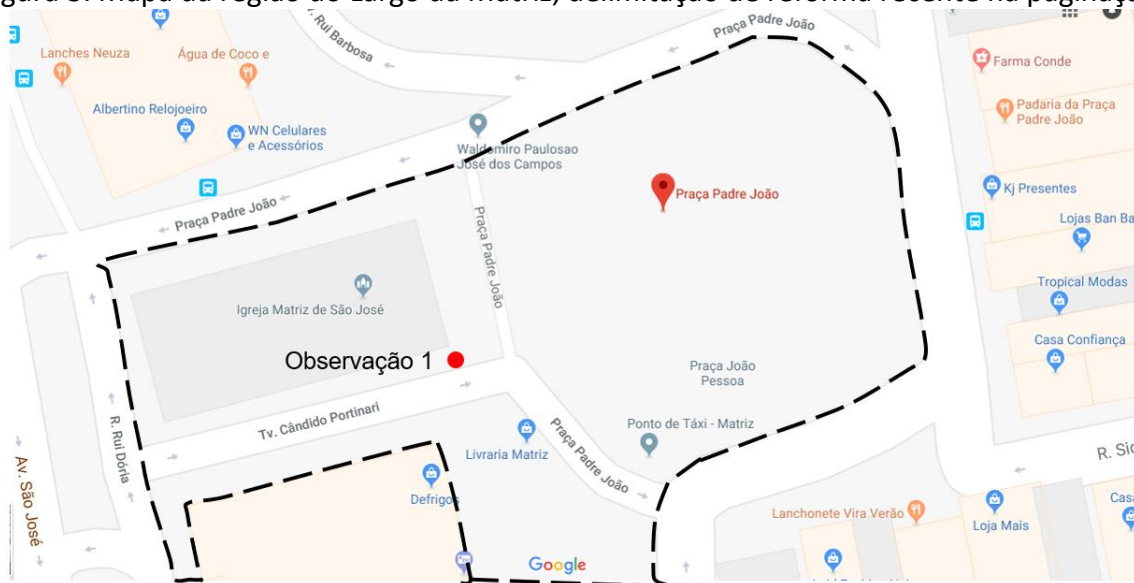 Praça Padre João
R. Rui Barbosa
Lanches Neuza
Água de Coco e
Farma Conde
Albertino Relojoeiro
WN Celulares
e Acessórios
Padaria da Praça
Padre João
Waldomiro Paulosao
José dos Campos
Praça Padre João
Kj Presentes
Praça Padre João
Lojas Ban Ba
Praça Padre João
Igreja Matriz de São José
Tropical Modas
Observação 1
Casa Confiança
Praça João
Pessoa
Tv. Cândido Portinari
Ponto de Táxi - Matriz
R. Rui Dória
Livraria Matriz
Praça Padre João
Av. São José
Defrigos
Lanchonete Vira Verão
Loja Mais
Google